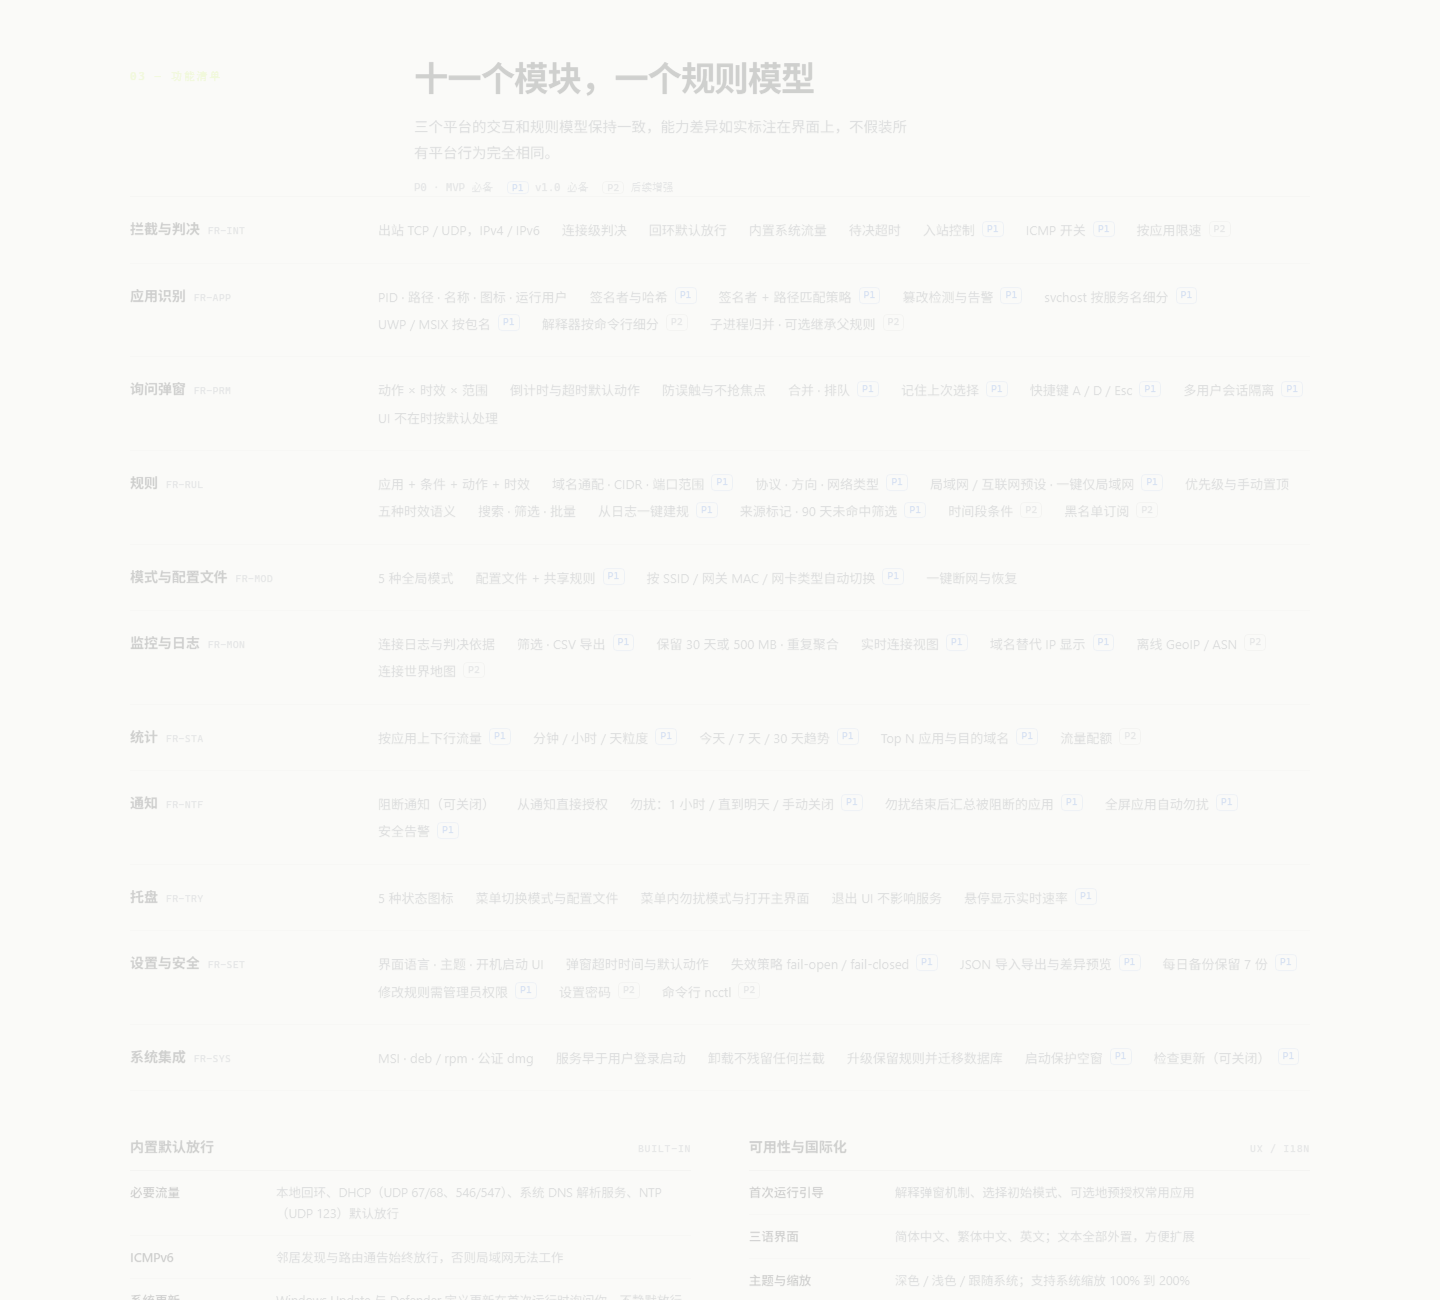 03 — 功能清单
十一个模块，一个规则模型
三个平台的交互和规则模型保持一致，能力差异如实标注在界面上，不假装所
有平台行为完全相同。
P0 · MVP 必备 P1 v1.0 必备 P2 后续增强
拦截与判决 FR-INT 出站 TCP / UDP，IPv4 / IPv6 连接级判决 回环默认放行 内置系统流量 待决超时 入站控制 P1 ICMP 开关 P1 按应用限速 P2
应用识别 FR-APP PID · 路径 · 名称 · 图标 · 运行用户 签名者与哈希 P1 签名者 + 路径匹配策略 P1 篡改检测与告警 P1 svchost 按服务名细分 P1
UWP / MSIX 按包名 P1 解释器按命令行细分 P2 子进程归并 · 可选继承父规则 P2
询问弹窗 FR-PRM 动作 × 时效 × 范围 倒计时与超时默认动作 防误触与不抢焦点 合并 · 排队 P1 记住上次选择 P1 快捷键 A / D / Esc P1 多用户会话隔离 P1
UI 不在时按默认处理
规则 FR-RUL 应用 + 条件 + 动作 + 时效 域名通配 · CIDR · 端口范围 P1 协议 · 方向 · 网络类型 P1 局域网 / 互联网预设 · 一键仅局域网 P1 优先级与手动置顶
五种时效语义 搜索 · 筛选 · 批量 从日志一键建规 P1 来源标记 · 90 天未命中筛选 P1 时间段条件 P2 黑名单订阅 P2
模式与配置文件 FR-MOD 5 种全局模式 配置文件 + 共享规则 P1 按 SSID / 网关 MAC / 网卡类型自动切换 P1 一键断网与恢复
监控与日志 FR-MON 连接日志与判决依据 筛选 · CSV 导出 P1 保留 30 天或 500 MB · 重复聚合 实时连接视图 P1 域名替代 IP 显示 P1 离线 GeoIP / ASN P2
连接世界地图 P2
统计 FR-STA 按应用上下行流量 P1 分钟 / 小时 / 天粒度 P1 今天 / 7 天 / 30 天趋势 P1 Top N 应用与目的域名 P1 流量配额 P2
通知 FR-NTF 阻断通知（可关闭） 从通知直接授权 勿扰：1 小时 / 直到明天 / 手动关闭 P1 勿扰结束后汇总被阻断的应用 P1 全屏应用自动勿扰 P1
安全告警 P1
托盘 FR-TRY 5 种状态图标 菜单切换模式与配置文件 菜单内勿扰模式与打开主界面 退出 UI 不影响服务 悬停显示实时速率 P1
设置与安全 FR-SET 界面语言 · 主题 · 开机启动 UI 弹窗超时时间与默认动作 失效策略 fail-open / fail-closed P1 JSON 导入导出与差异预览 P1 每日备份保留 7 份 P1
修改规则需管理员权限 P1 设置密码 P2 命令行 ncctl P2
系统集成 FR-SYS MSI · deb / rpm · 公证 dmg 服务早于用户登录启动 卸载不残留任何拦截 升级保留规则并迁移数据库 启动保护空窗 P1 检查更新（可关闭） P1
内置默认放行 BUILT-IN
必要流量 本地回环、DHCP（UDP 67/68、546/547）、系统 DNS 解析服务、NTP
（UDP 123）默认放行
ICMPv6 邻居发现与路由通告始终放行，否则局域网无法工作
系统更新 Windows Update 与 Defender 定义更新在首次运行时询问你，不静默放行
可用性与国际化 UX / I18N
首次运行引导 解释弹窗机制、选择初始模式、可选地预授权常用应用
三语界面 简体中文、繁体中文、英文；文本全部外置，方便扩展
主题与缩放 深色 / 浅色 / 跟随系统；支持系统缩放 100% 到 200%